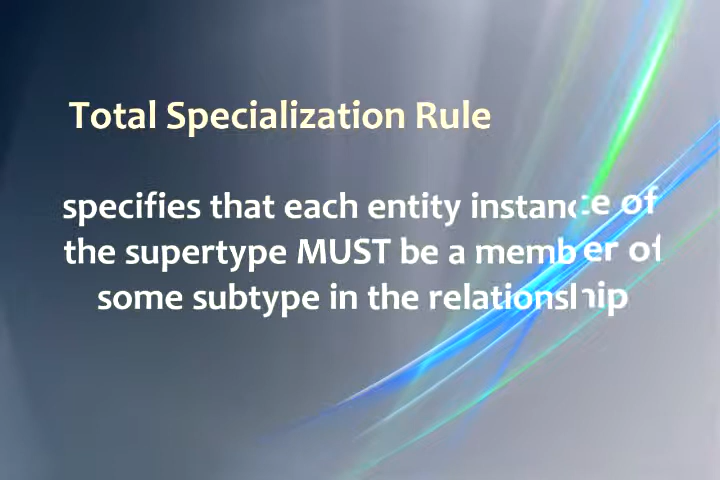 Total Specialization Rule
specifies that each entity instance of
the supertype MUST be a member of
some subtype in the relationship